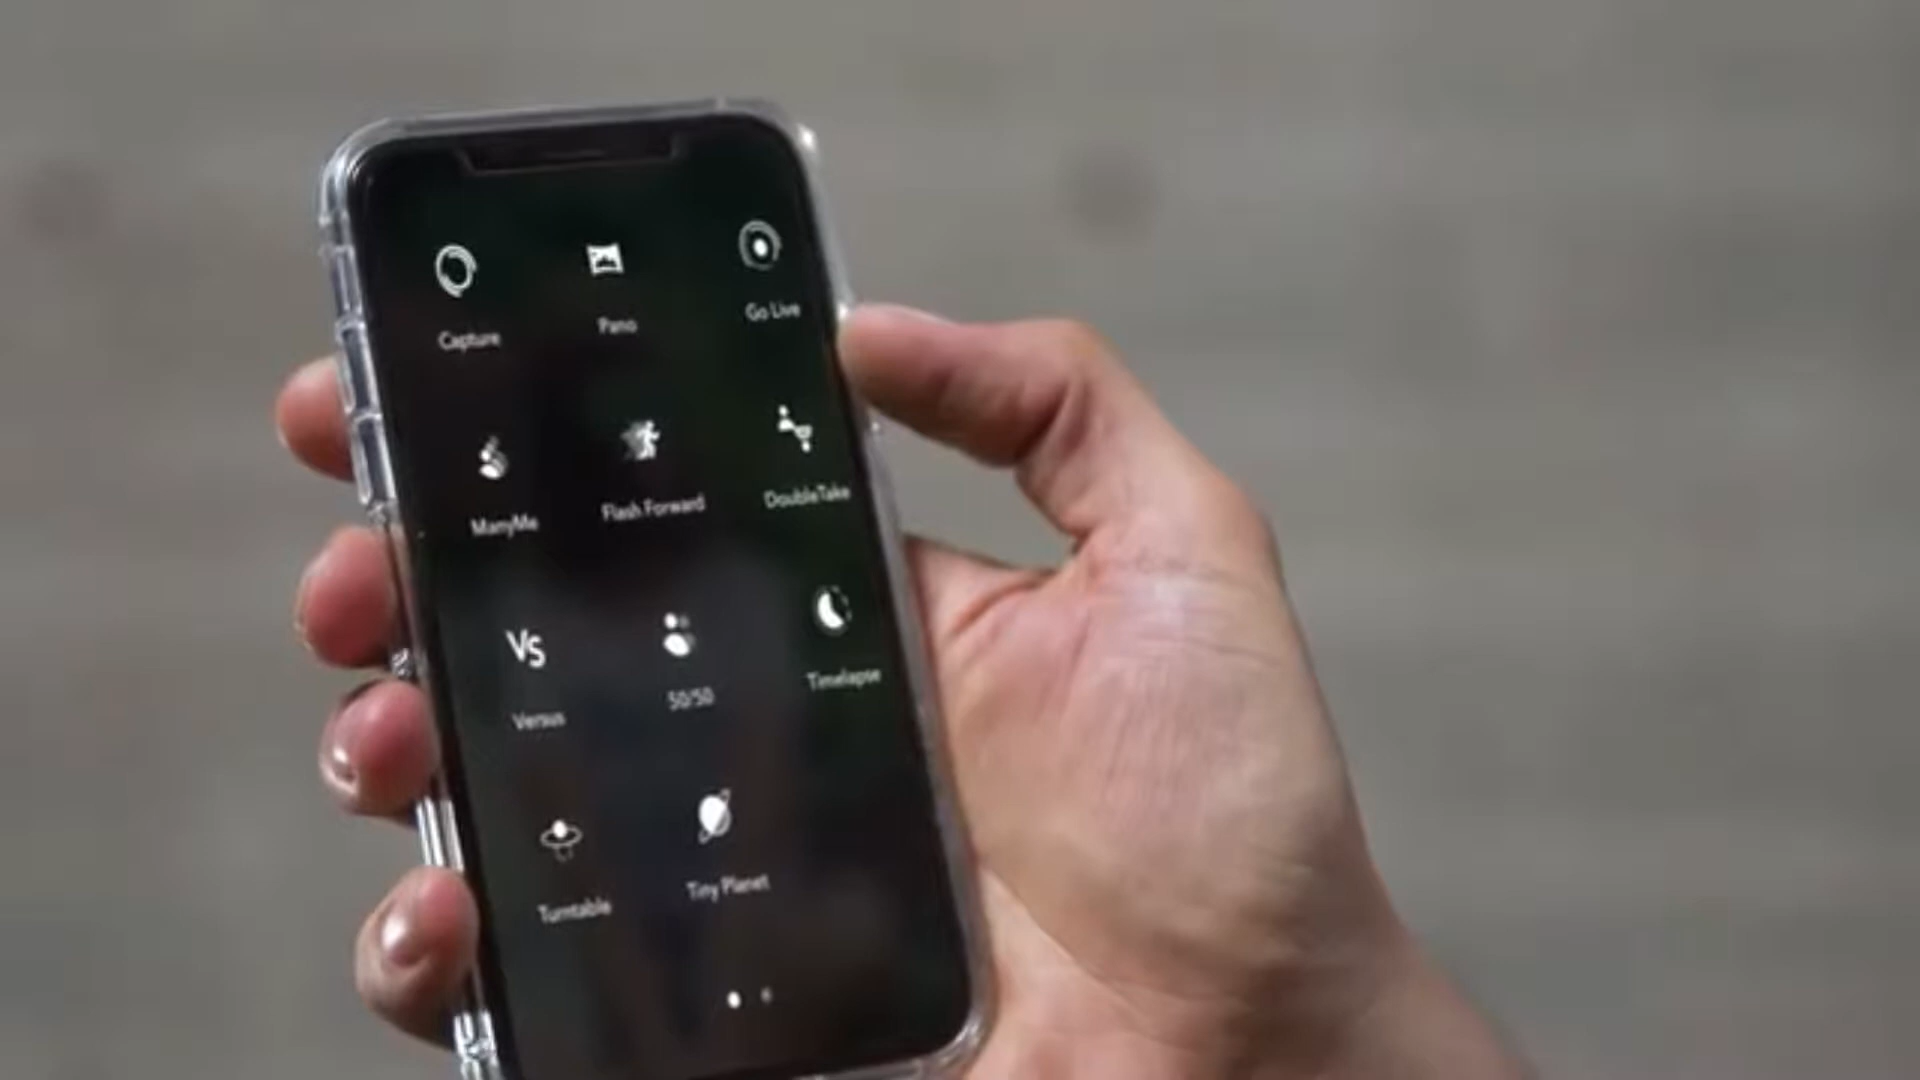 Capture
Pano
Go Live
ManyMe
Flash Forward
DoubleTake
VS
Versus
50/50
Timelapse
Turntable
Tiny Planet